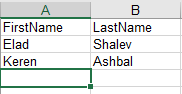 A B
FirstName LastName
Elad Shalev
Keren Ashbal